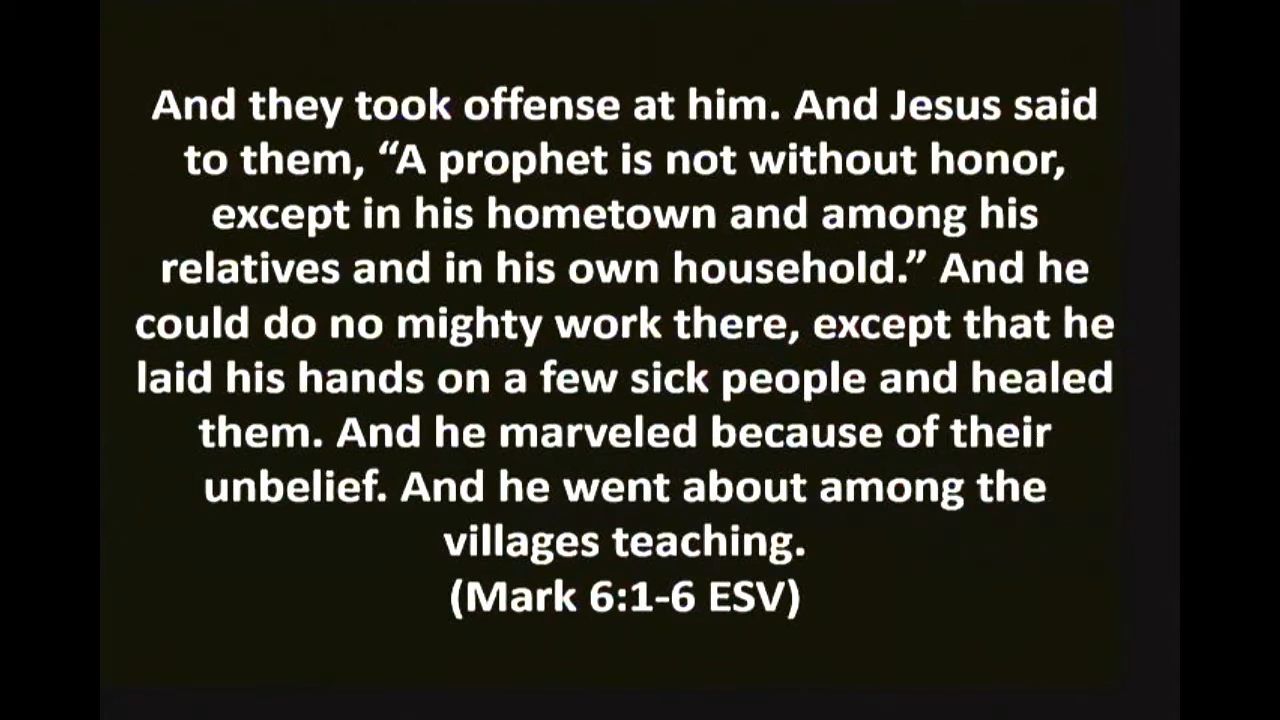 And they took offense at him. And Jesus said
to them, “A prophet is not without honor,
except in his hometown and among his
relatives and in his own household.” And he
could do no mighty work there, except that he
laid his hands on a few sick people and healed
them. And he marveled because of their
unbelief. And he went about among the
villages teaching.
(Mark 6:1-6 ESV)